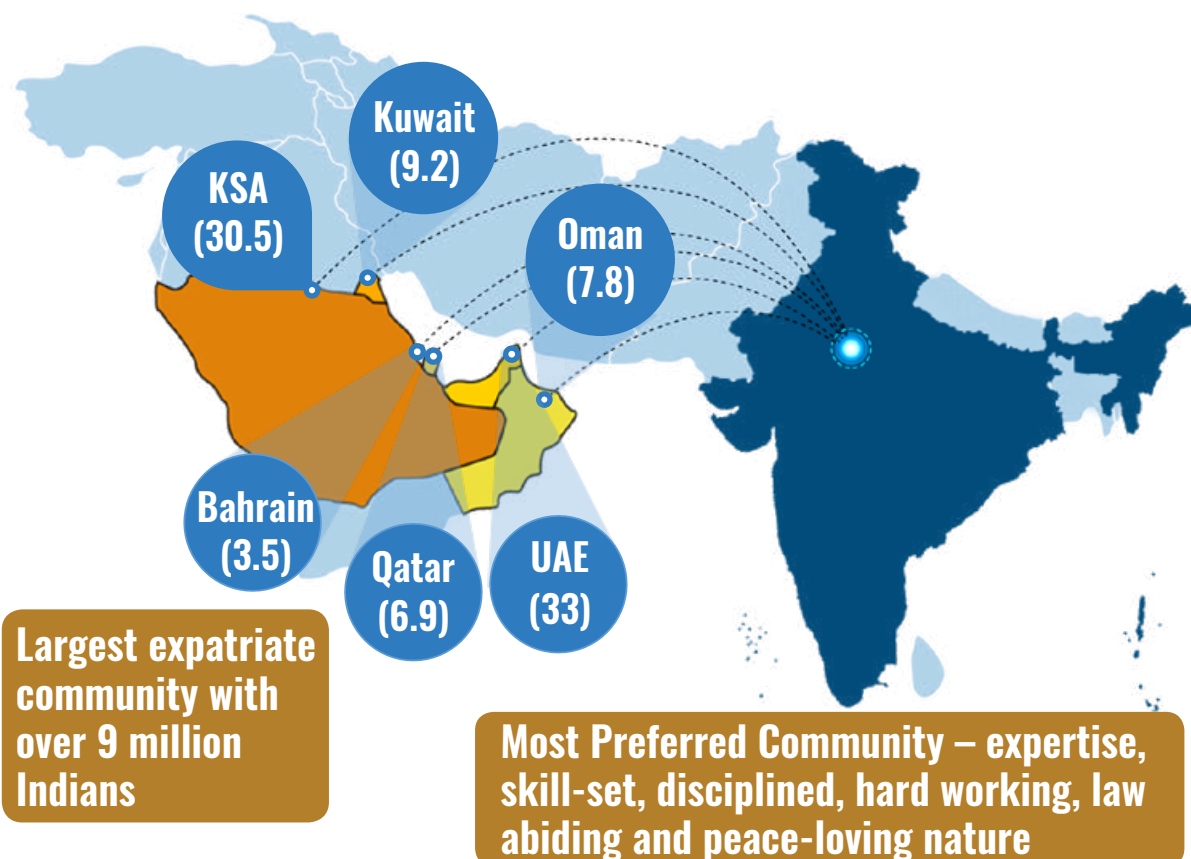 Kuwait
(9.2)
KSA
(30.5)
Oman
(7.8)
Bahrain
(3.5)
Qatar
(6.9)
UAE
(33)
Largest expatriate
community with
over 9 million
Indians
Most Preferred Community – expertise,
skill-set, disciplined, hard working, law
abiding and peace-loving nature